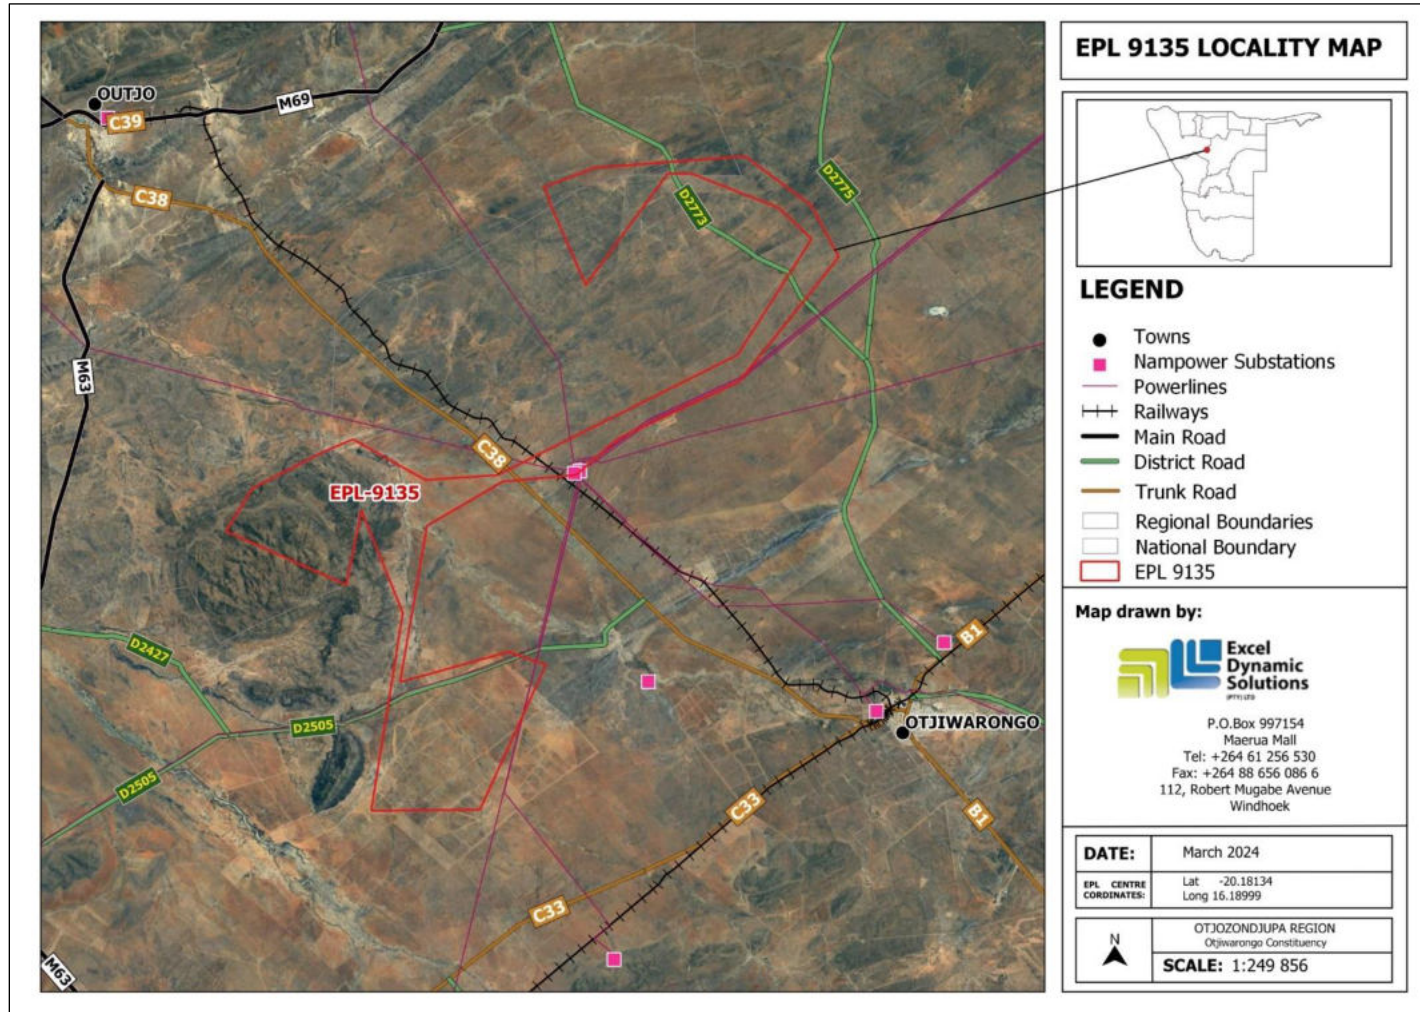 EPL 9135 LOCALITY MAP
OUTJO
M69
C39
C38
D2773
D2775
M63
C38
EPL-9135
D2427
D2505
D2505
B1
OTJIWARONGO
C33
B1
C33
M63
LEGEND
Towns
Nampower Substations
Powerlines
Railways
Main Road
District Road
Trunk Road
Regional Boundaries
National Boundary
EPL 9135
Map drawn by:
Excel
Dynamic
Solutions
(PTY) LTD
P.O.Box 997154
Maerua Mall
Tel: +264 61 256 530
Fax: +264 88 656 086 6
112, Robert Mugabe Avenue
Windhoek
DATE: March 2024
EPL CENTRE CORDINATES:
Lat -20.18134
Long 16.18999
N
OTJOZONDJUPA REGION
Otjiwarongo Constituency
SCALE: 1:249 856